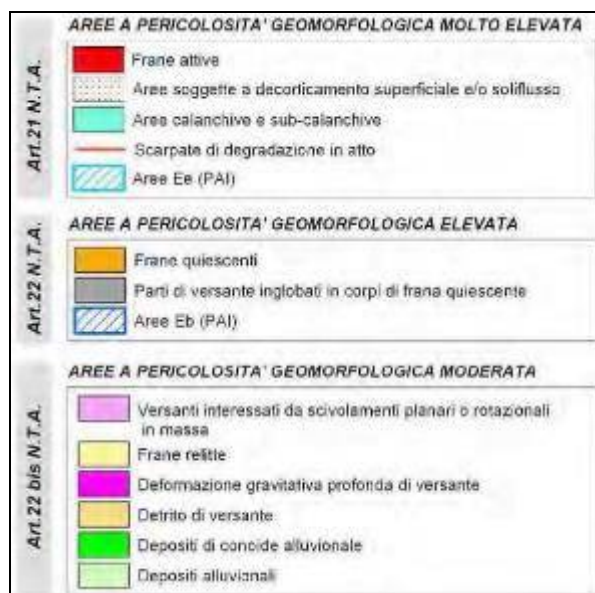 AREE A PERICOLOSITA' GEOMORFOLOGICA MOLTO ELEVATA
Art.21 N.T.A.
Frane attive
Aree soggette a decorticamento superficiale e/o soliflusso
Aree calanchive e sub-calanchive
Scarpate di degradazione in atto
Aree Ee (PAI)
AREE A PERICOLOSITA' GEOMORFOLOGICA ELEVATA
Art.22 N.T.A.
Frane quiescenti
Parti di versante inglobati in corpi di frana quiescente
Aree Eb (PAI)
AREE A PERICOLOSITA' GEOMORFOLOGICA MODERATA
Art.22 bis N.T.A.
Versanti interessati da scivolamenti planari o rotazionali
in massa
Frane relitte
Deformazione gravitativa profonda di versante
Detrito di versante
Depositi di conoide alluvionale
Depositi alluvionali